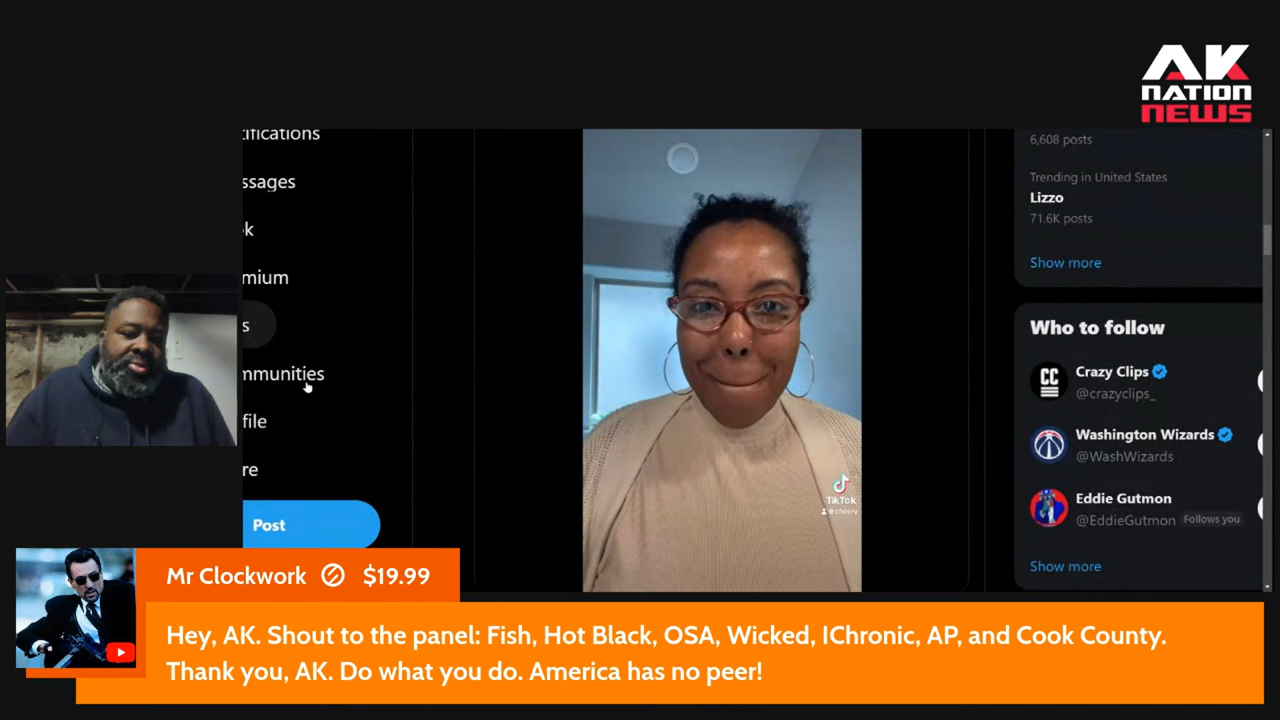 AK
NATION
NEWS
tifications
ssages
k
mium
s
mmunities
file
re
Post
TikTok
6,608 posts
Trending in United States
Lizzo
71.6K posts
Show more
Who to follow
CC
Crazy Clips
@crazyclips_
Washington Wizards
@WashWizards
Eddie Gutmon
@EddieGutmon Follows you
Show more
Mr Clockwork $19.99
Hey, AK. Shout to the panel: Fish, Hot Black, OSA, Wicked, IChronic, AP, and Cook County.
Thank you, AK. Do what you do. America has no peer!